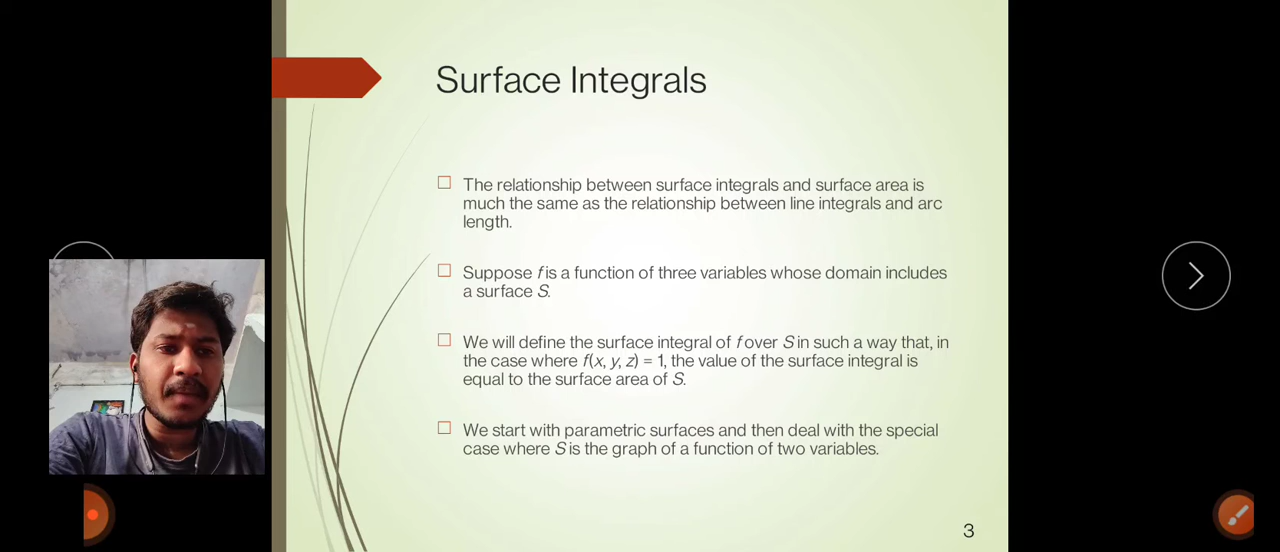 Surface Integrals
The relationship between surface integrals and surface area is
much the same as the relationship between line integrals and arc
length.
Suppose f is a function of three variables whose domain includes
a surface S.
We will define the surface integral of f over S in such a way that, in
the case where f(x, y, z) = 1, the value of the surface integral is
equal to the surface area of S.
We start with parametric surfaces and then deal with the special
case where S is the graph of a function of two variables.
3